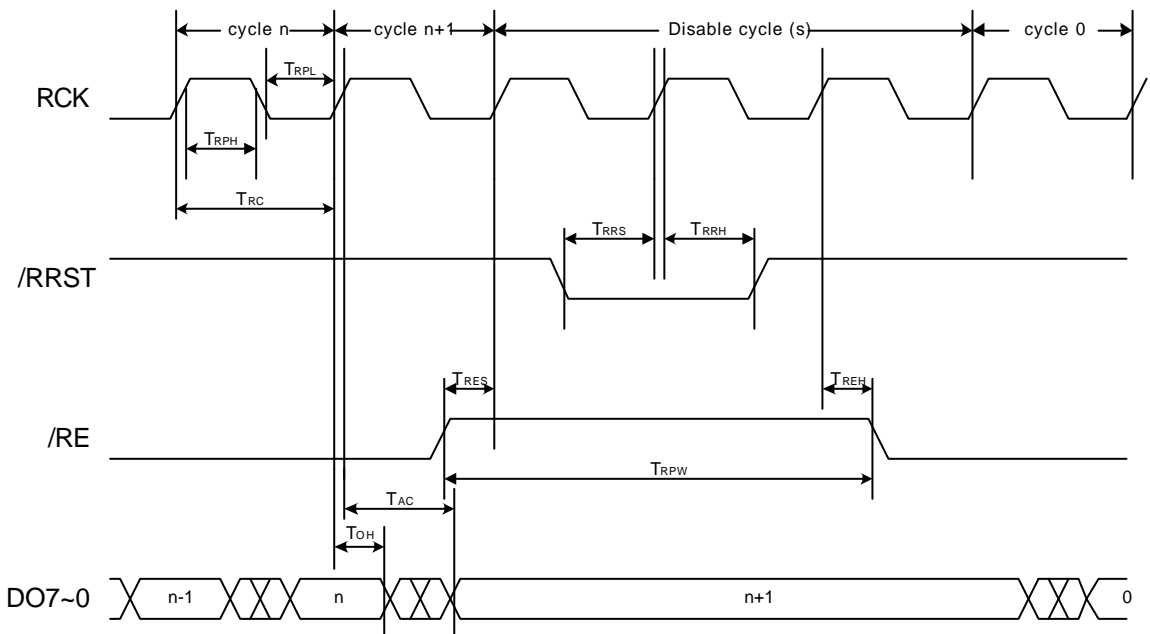 cycle n
cycle n+1
Disable cycle (s)
cycle 0
TRPL
RCK
TRPH
TRC
TRRS
TRRH
/RRST
TRES
TREH
/RE
TRPW
TAC
TOH
DO7~0
n-1
n
n+1
0